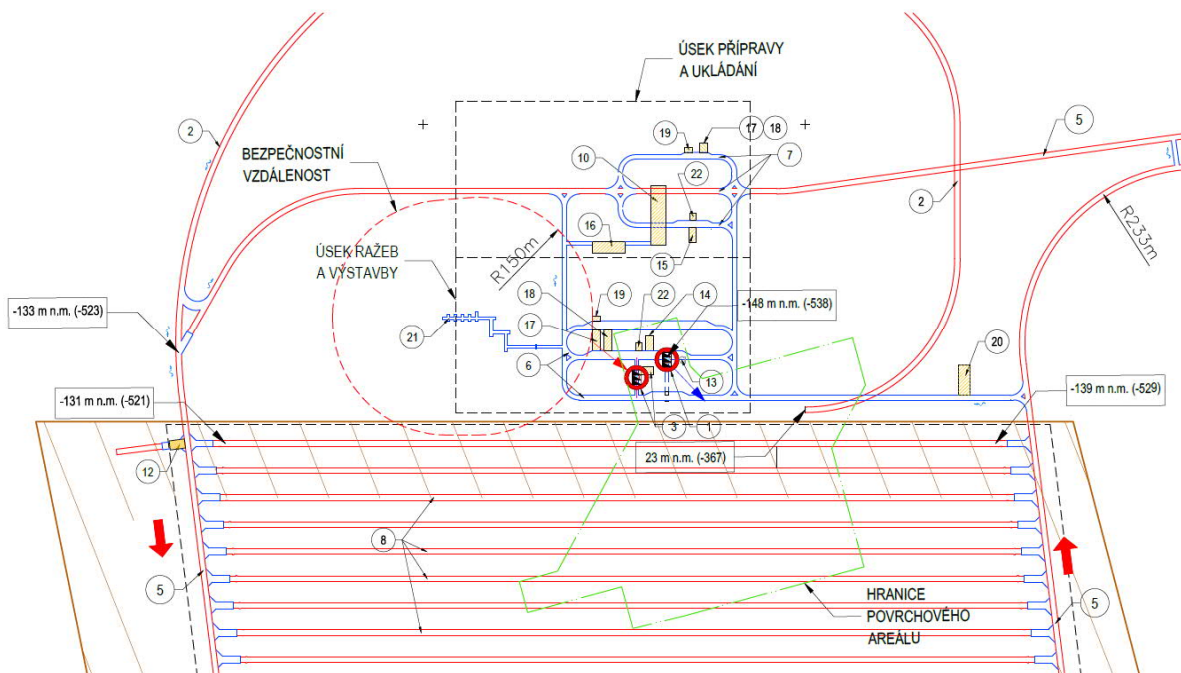 ÚSEK PŘÍPRAVY
A UKLÁDÁNÍ
2
19
17
18
5
BEZPEČNOSTNÍ
VZDÁLENOST
10
7
22
2
R233m
16
15
ÚSEK RAŽEB
A VÝSTAVBY
R150m
-133 m n.m. (-523)
18
19
22
14
-148 m n.m. (-538)
21
17
6
13
20
-131 m n.m. (-521)
-139 m n.m. (-529)
3
1
23 m n.m. (-367)
12
8
5
HRANICE
POVRCHOVÉHO
AREÁLU
5